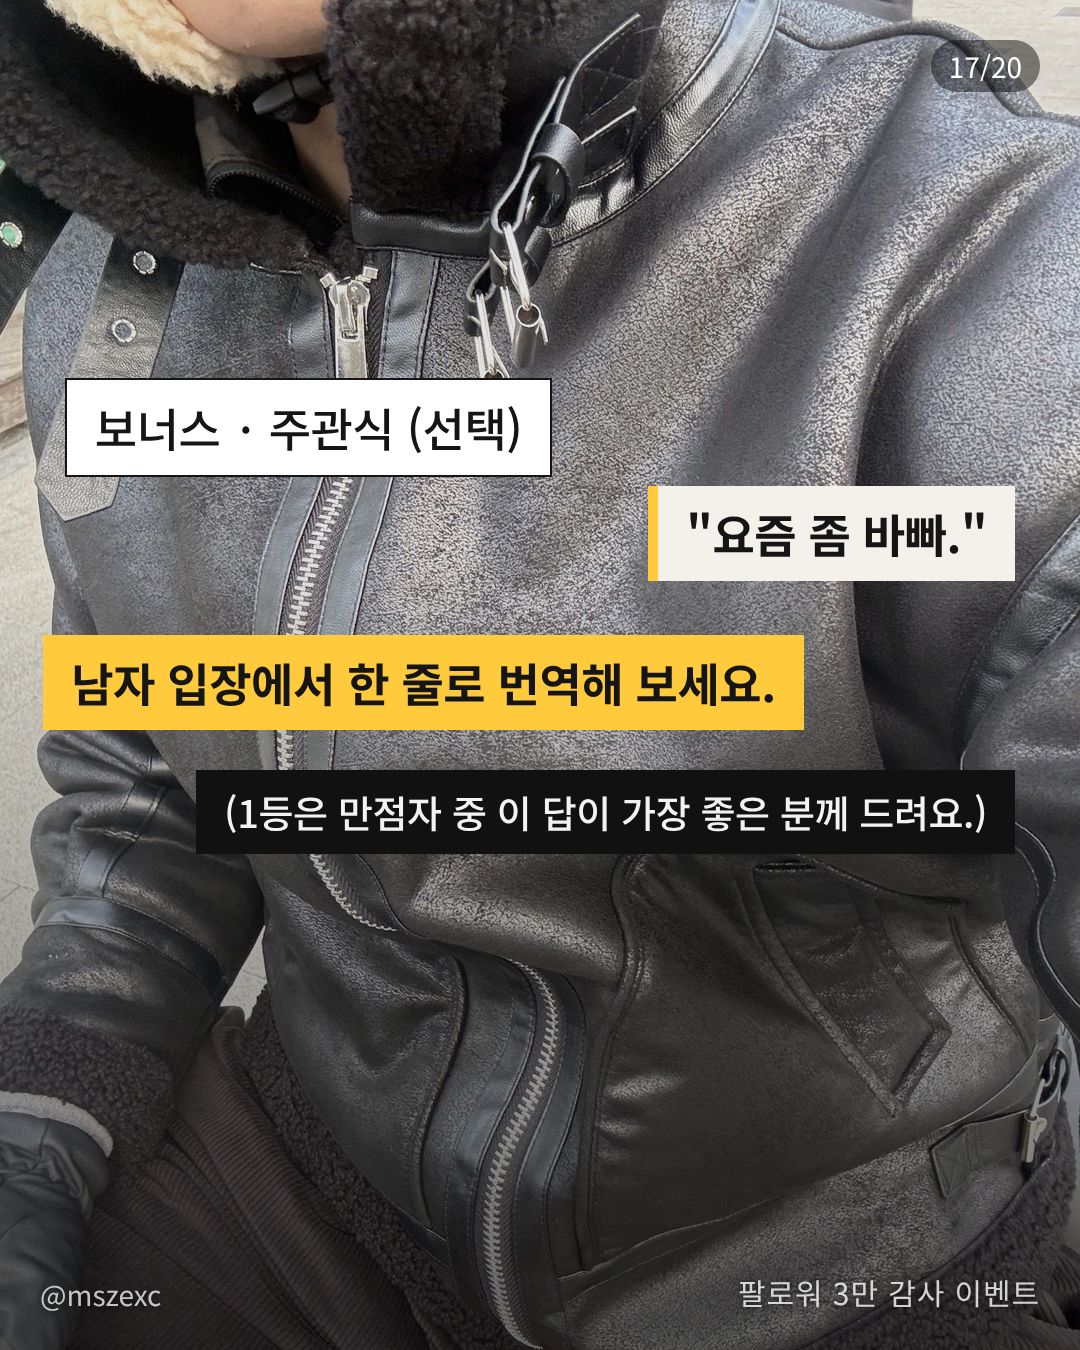 17/20
보너스 · 주관식 (선택)
"요즘 좀 바빠."
남자 입장에서 한 줄로 번역해 보세요.
(1등은 만점자 중 이 답이 가장 좋은 분께 드려요.)
@mszexc
팔로워 3만 감사 이벤트